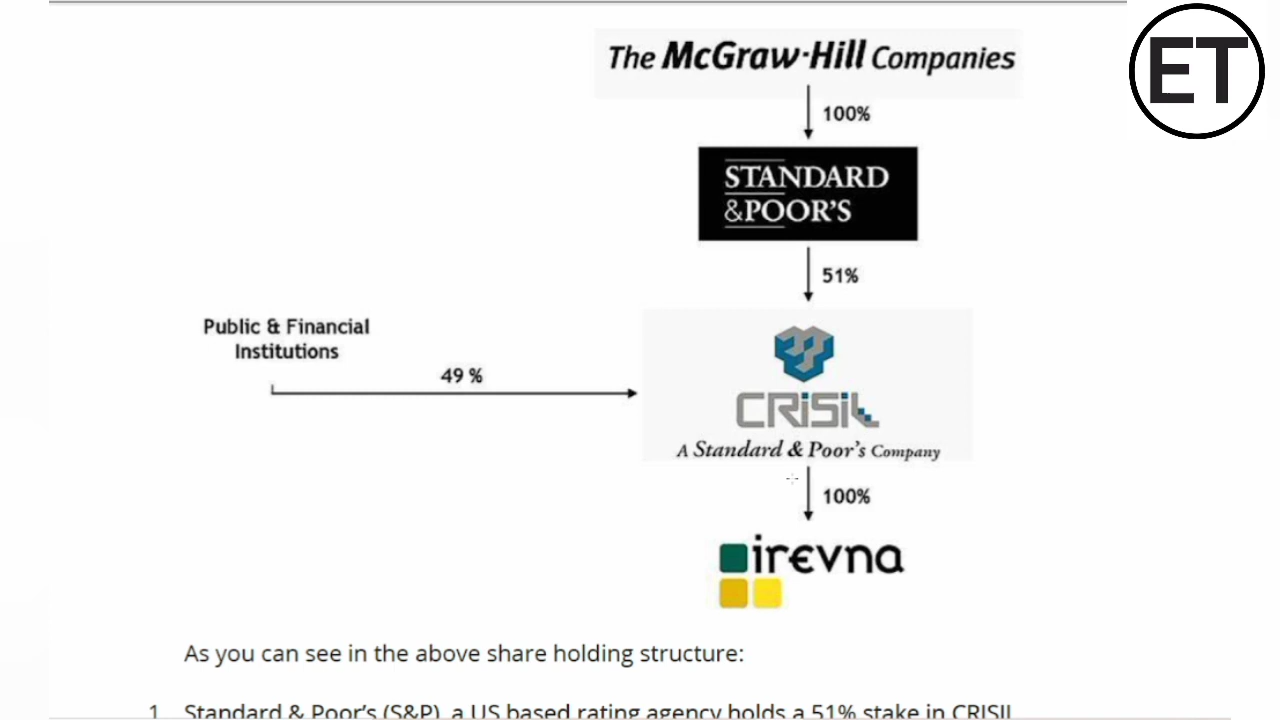 The McGraw·Hill Companies
ET
100%
STANDARD
&POOR'S
51%
Public & Financial
Institutions
49 %
CRiSiL
A Standard & Poor's Company
100%
irevna
As you can see in the above share holding structure:
1. Standard & Poor's (S&P), a US based rating agency holds a 51% stake in CRISIL